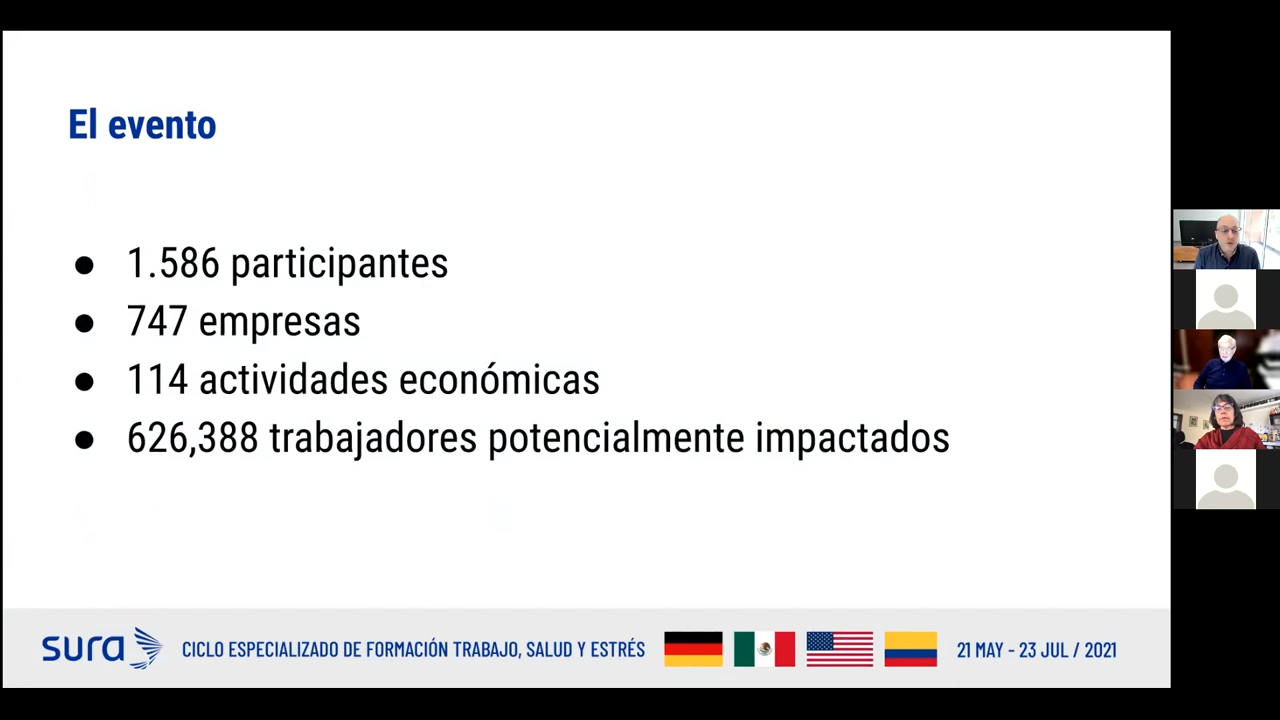 El evento
● 1.586 participantes
● 747 empresas
● 114 actividades económicas
● 626,388 trabajadores potencialmente impactados
sura
CICLO ESPECIALIZADO DE FORMACIÓN TRABAJO, SALUD Y ESTRÉS
21 MAY - 23 JUL / 2021